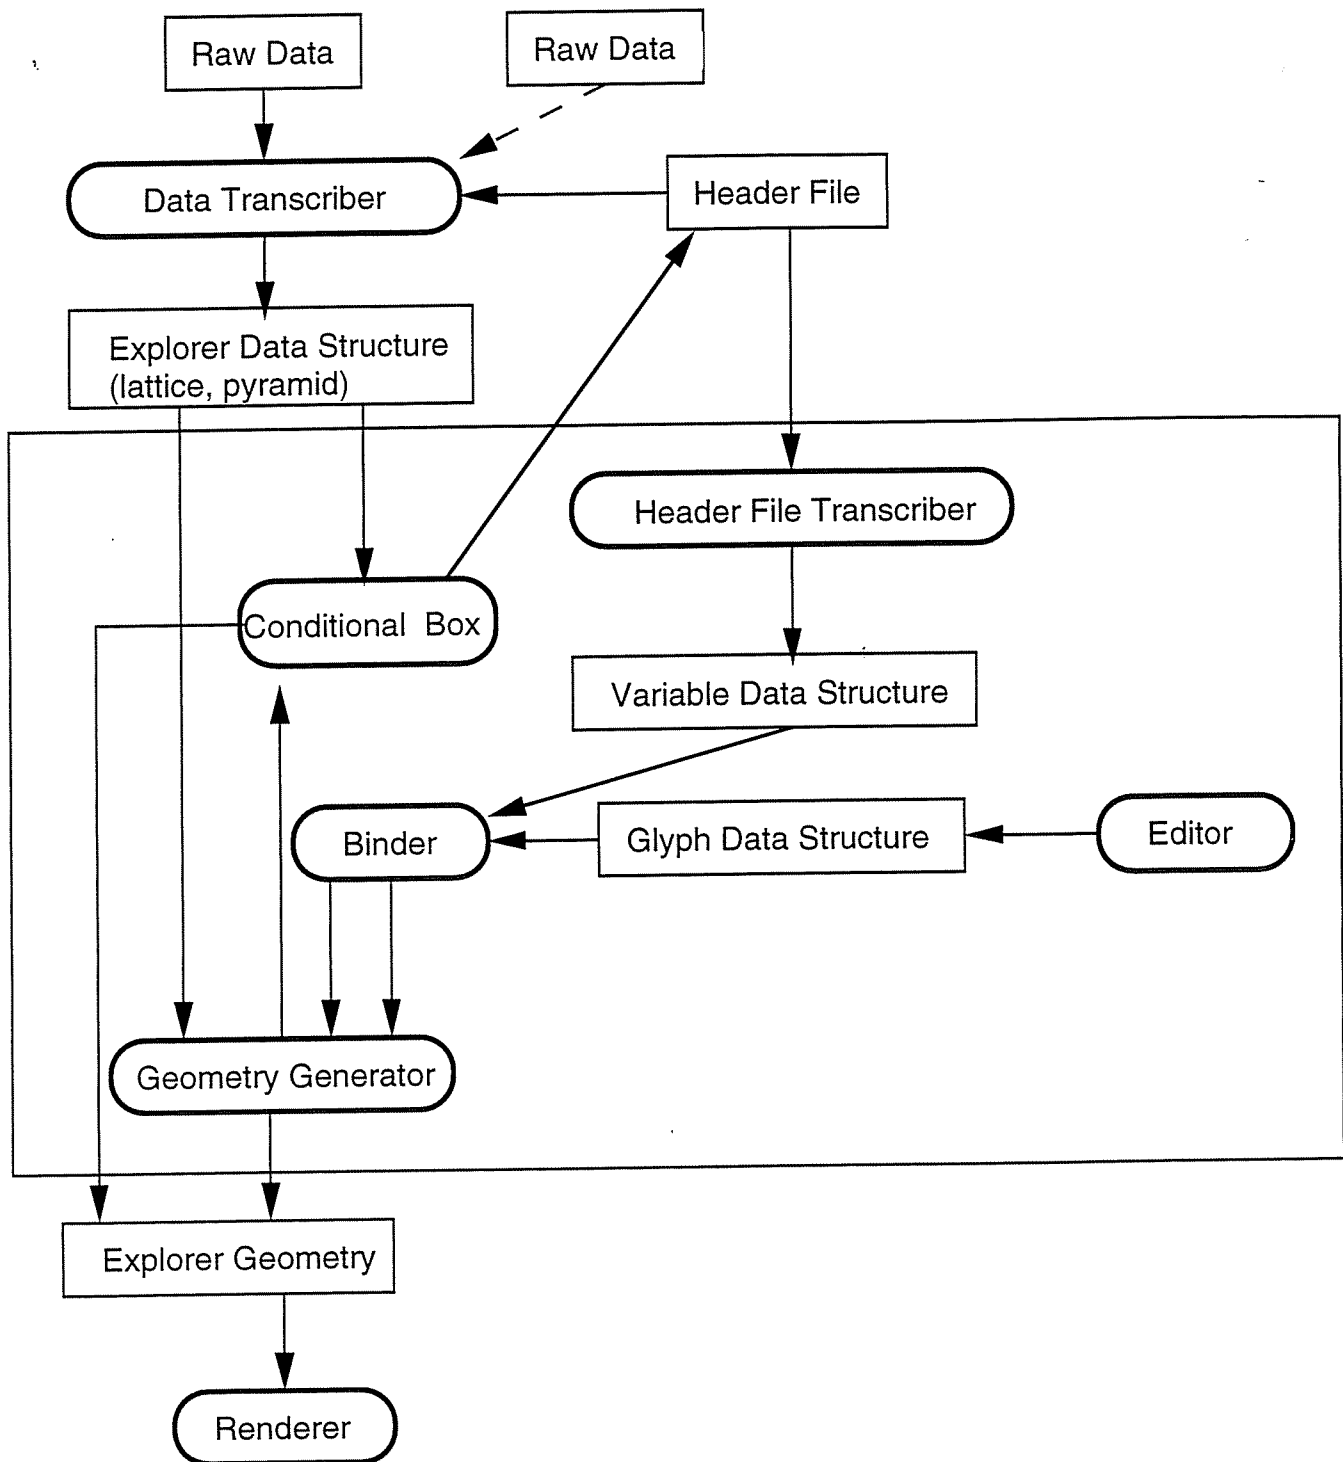 Raw Data
Raw Data
Data Transcriber
Header File
Explorer Data Structure
(lattice, pyramid)
Header File Transcriber
Conditional Box
Variable Data Structure
Binder
Glyph Data Structure
Editor
Geometry Generator
Explorer Geometry
Renderer